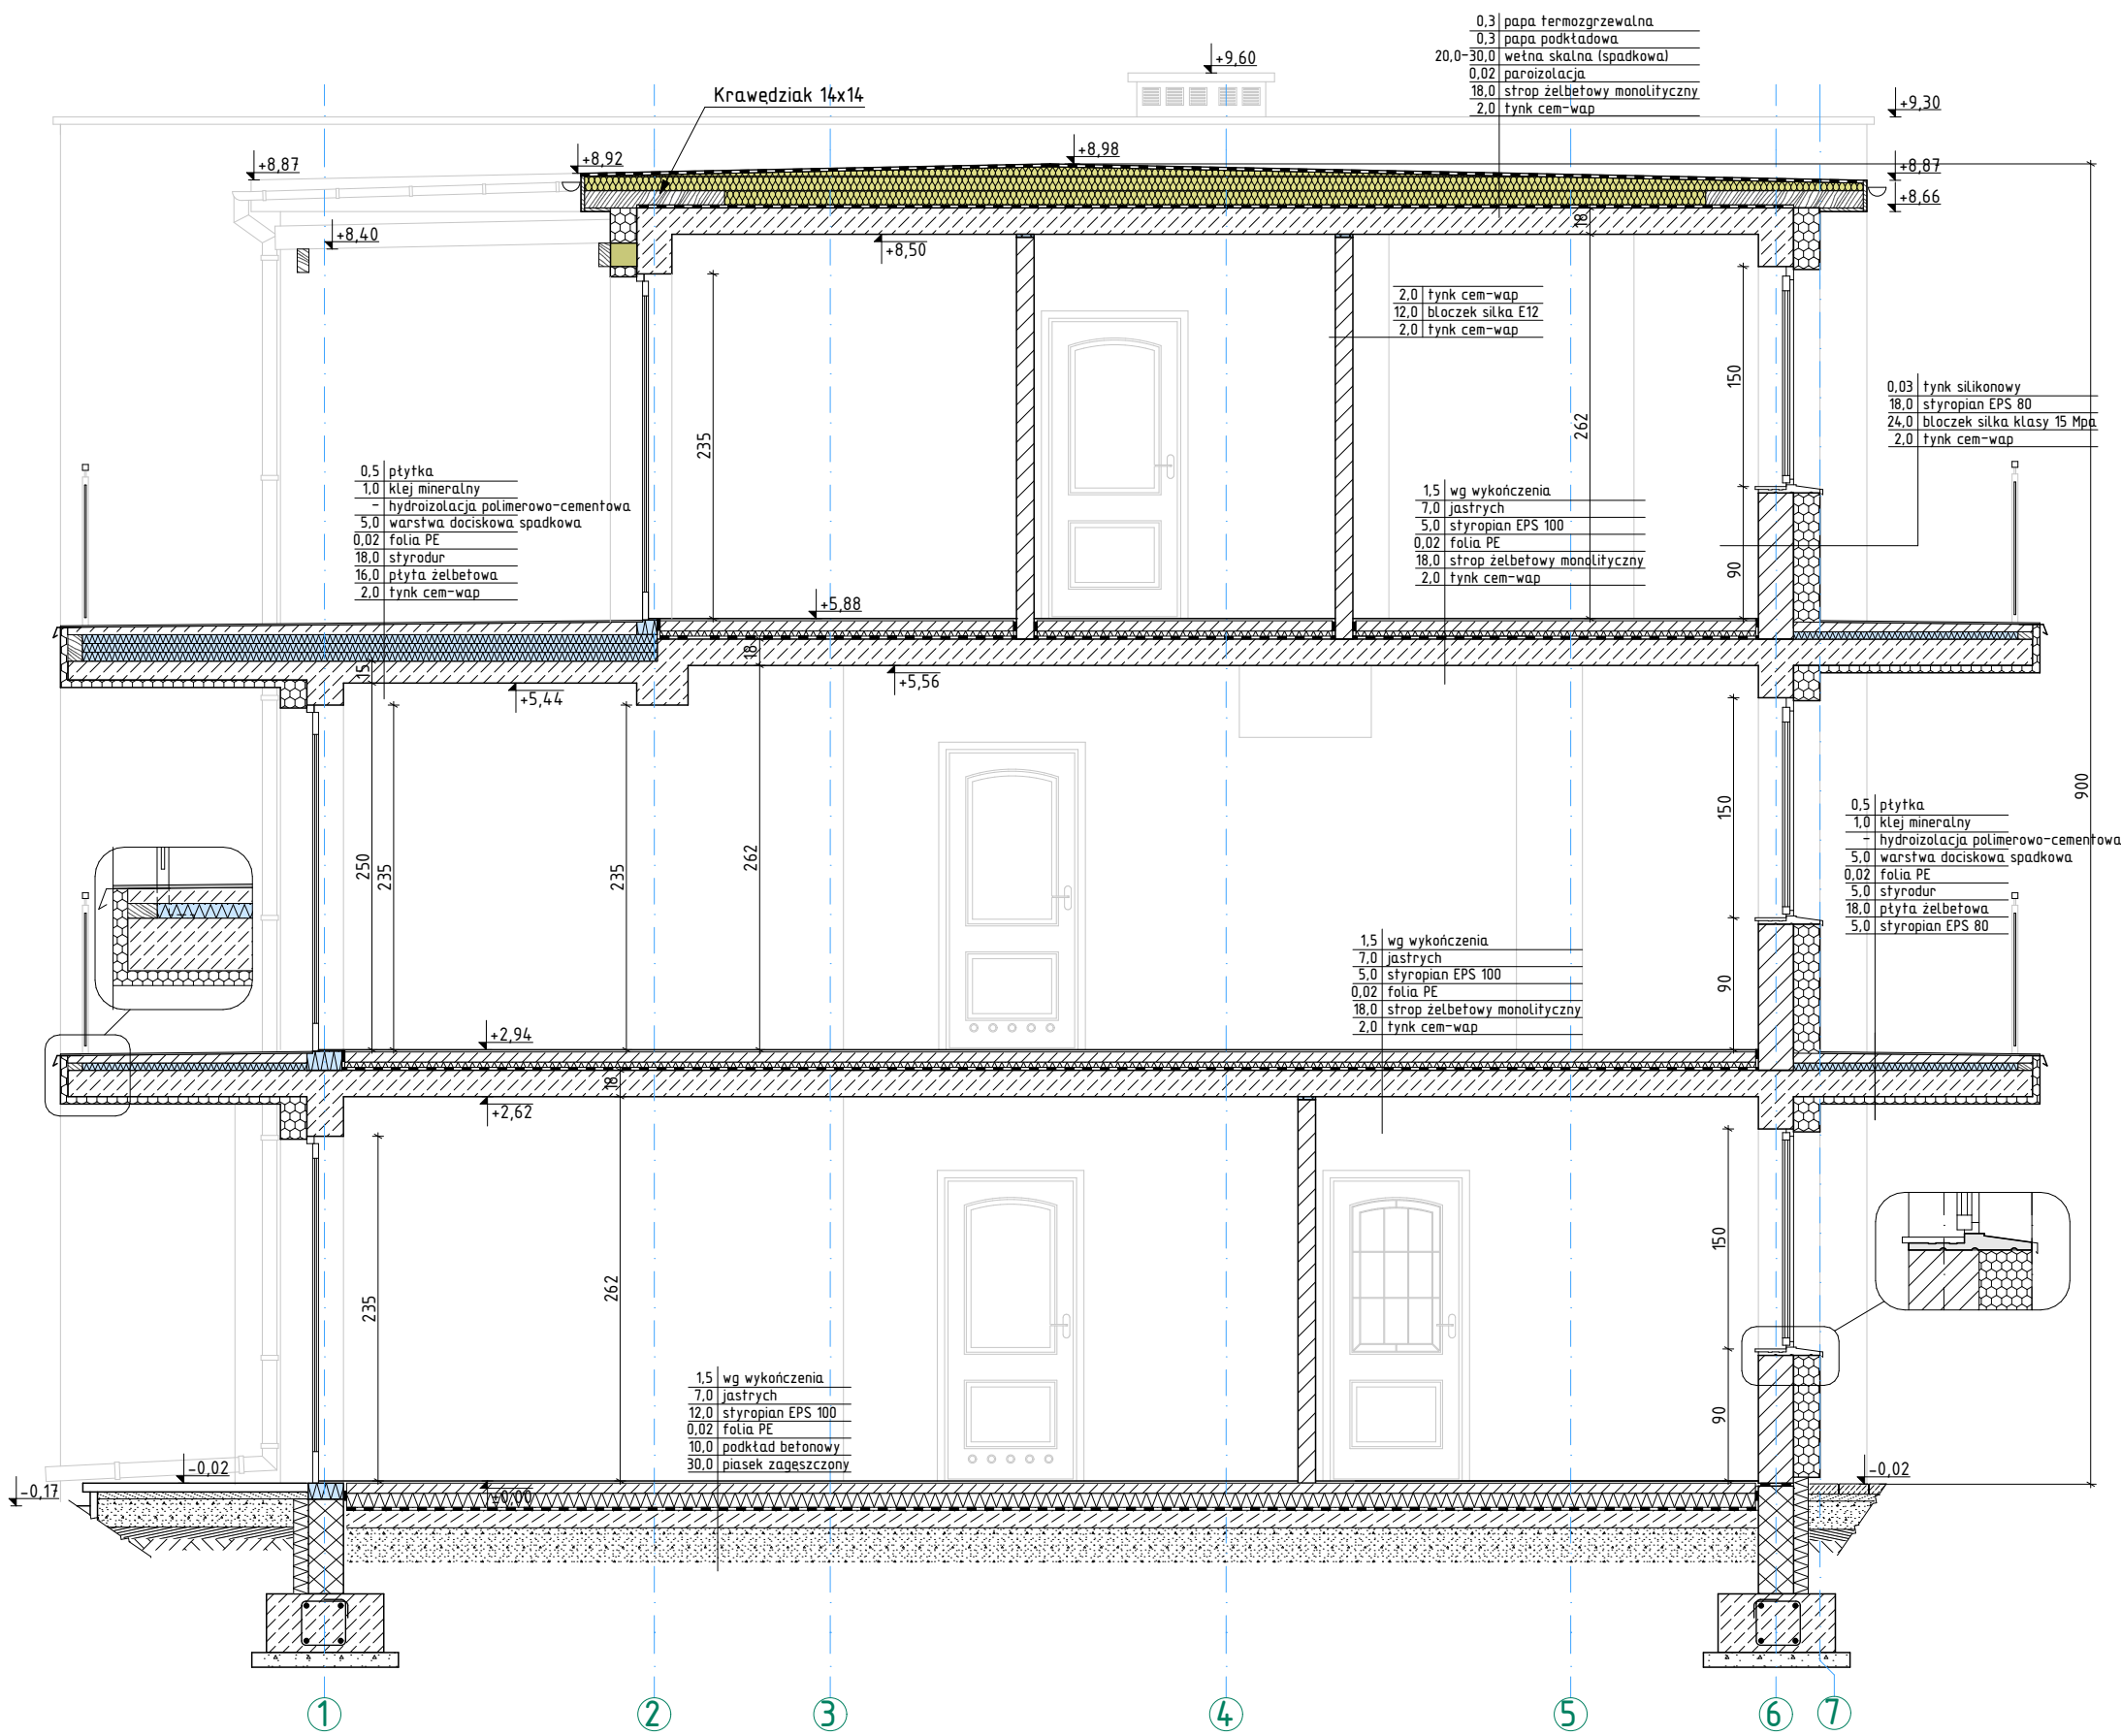 0,3 papa termozgrzewalna
0,3 papa podkładowa
20,0-30,0 wełna skalna (spadkowa)
0,02 paroizolacja
18,0 strop żelbetowy monolityczny
2,0 tynk cem-wap
+9,60
Krawędziak 14x14
+9,30
+8,87
+8,92
+8,98
+8,87
+8,66
18
+8,40
+8,50
2,0 tynk cem-wap
12,0 bloczek silka E12
2,0 tynk cem-wap
150
0,03 tynk silikonowy
18,0 styropian EPS 80
24,0 bloczek silka klasy 15 Mpa
2,0 tynk cem-wap
235
262
0,5 płytka
1,0 klej mineralny
- hydroizolacja polimerowo-cementowa
5,0 warstwa dociskowa spadkowa
0,02 folia PE
18,0 styrodur
16,0 płyta żelbetowa
2,0 tynk cem-wap
1,5 wg wykończenia
7,0 jastrych
5,0 styropian EPS 100
0,02 folia PE
18,0 strop żelbetowy monolityczny
2,0 tynk cem-wap
90
+5,88
15
18
+5,44
+5,56
900
150
0,5 płytka
1,0 klej mineralny
- hydroizolacja polimerowo-cementowa
5,0 warstwa dociskowa spadkowa
0,02 folia PE
5,0 styrodur
18,0 płyta żelbetowa
5,0 styropian EPS 80
250
235
235
262
1,5 wg wykończenia
7,0 jastrych
5,0 styropian EPS 100
0,02 folia PE
18,0 strop żelbetowy monolityczny
2,0 tynk cem-wap
90
+2,94
18
+2,62
150
235
262
90
1,5 wg wykończenia
7,0 jastrych
12,0 styropian EPS 100
0,02 folia PE
10,0 podkład betonowy
30,0 piasek zagęszczony
-0,02
-0,17
±0,00
-0,02
1 2 3 4 5 6 7